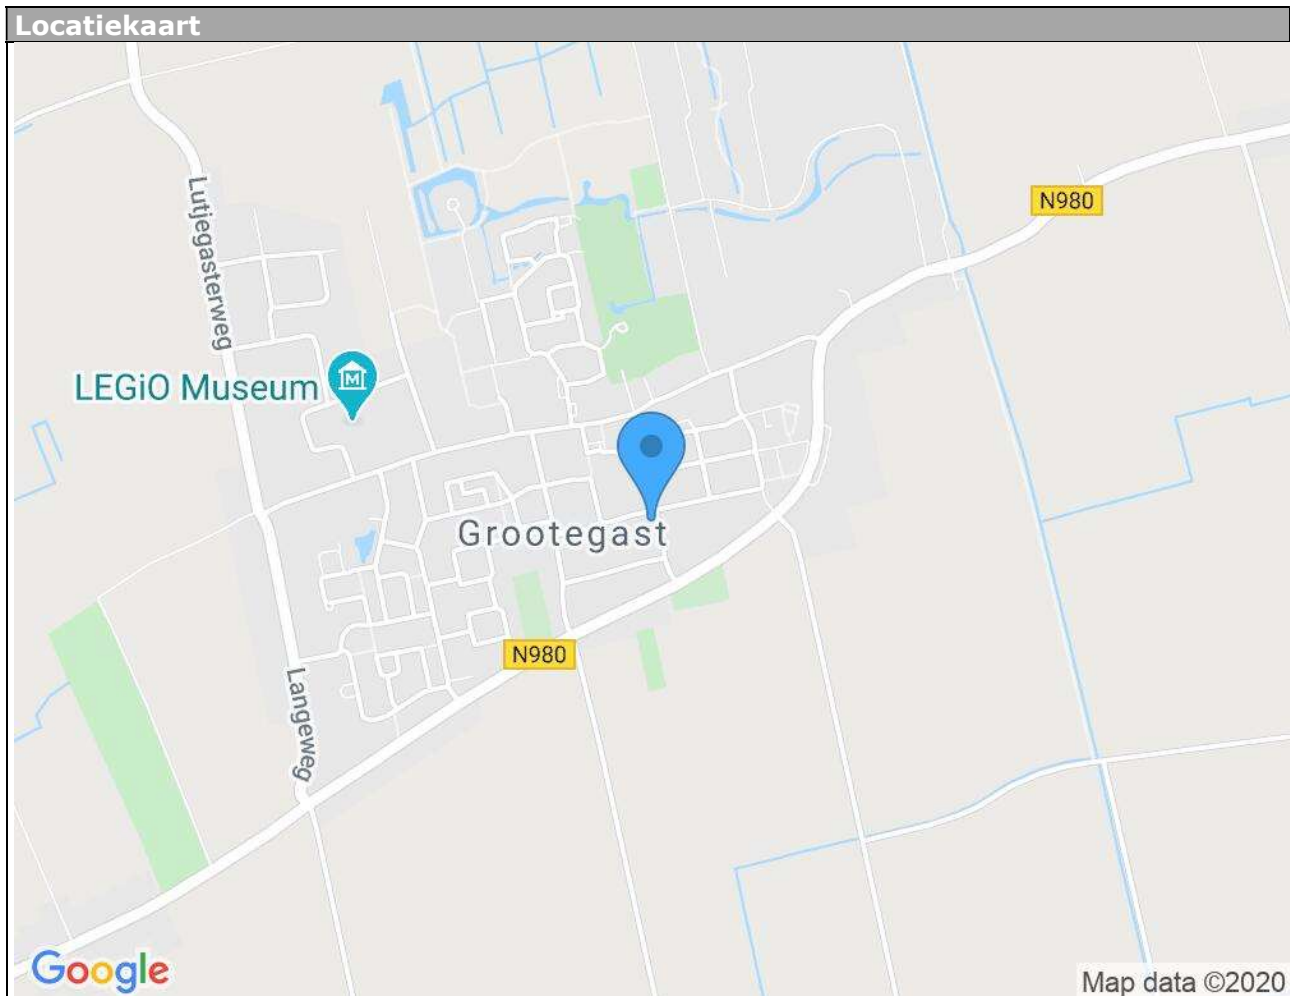 Locatiekaart
N980
Lutjegasterweg
LEGiO Museum
M
Grootegast
N980
Langeweg
Google
Map data ©2020